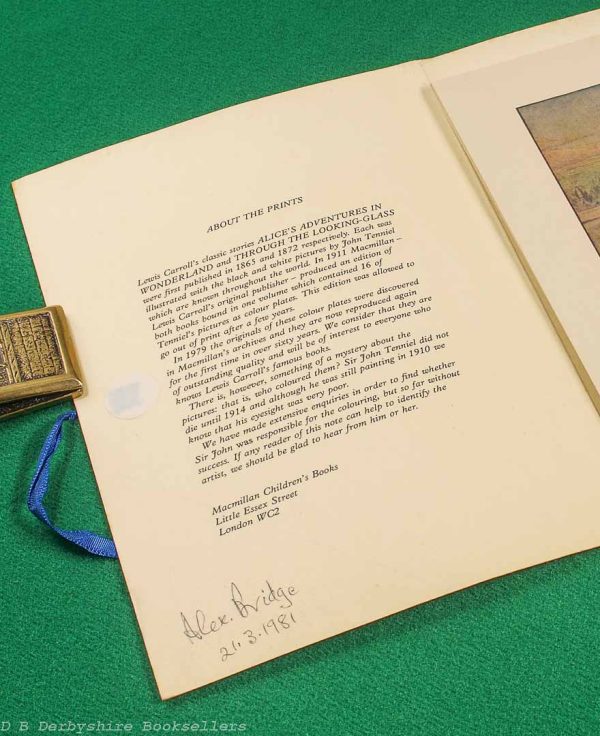 ABOUT THE PRINTS
Lewis Carroll's classic stories ALICE'S ADVENTURES IN
WONDERLAND and THROUGH THE LOOKING-GLASS
were first published in 1865 and 1872 respectively. Each was
illustrated with the black and white pictures by John Tenniel
which are known throughout the world. In 1911 Macmillan –
Lewis Carroll's original publisher – produced an edition of
both books bound in one volume which contained 16 of
Tenniel's pictures as colour plates. This edition was allowed to
go out of print after a few years.
In 1979 the originals of these colour plates were discovered
in Macmillan's archives and they are now reproduced again
for the first time in over sixty years. We consider that they are
of outstanding quality and will be of interest to everyone who
knows Lewis Carroll's famous books.
There is, however, something of a mystery about the
pictures: that is, who coloured them? Sir John Tenniel did not
die until 1914 and although he was still painting in 1910 we
know that his eyesight was very poor.
We have made extensive enquiries in order to find whether
Sir John was responsible for the colouring, but so far without
success. If any reader of this note can help to identify the
artist, we should be glad to hear from him or her.
Macmillan Children's Books
Little Essex Street
London WC2
Alex. Bridge
21.3.1981
D B Derbyshire Booksellers